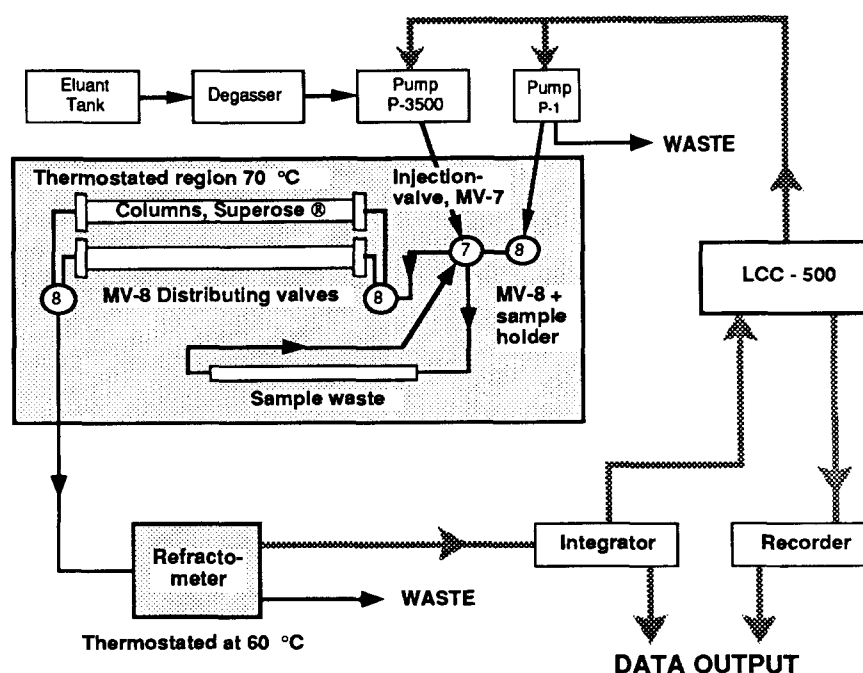 Eluant
Tank
Degasser
Pump
P-3500
Pump
P-1
WASTE
Thermostated region 70 °C
Injection-
valve, MV-7
Columns, Superose ®
7
8
8
8
MV-8 Distributing valves
MV-8 +
sample
holder
Sample waste
LCC - 500
Refracto-
meter
Integrator
Recorder
WASTE
Thermostated at 60 °C
DATA OUTPUT